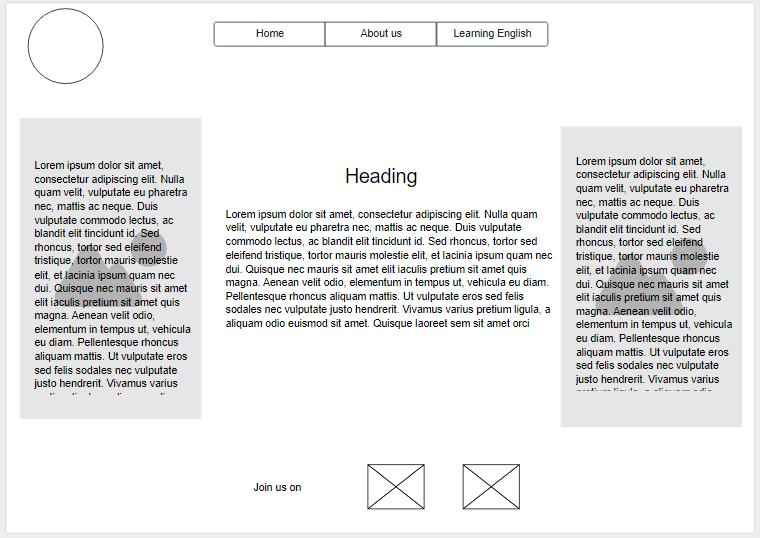 Home
About us
Learning English
Lorem ipsum dolor sit amet,
consectetur adipiscing elit. Nulla
quam velit, vulputate eu pharetra
nec, mattis ac neque. Duis
vulputate commodo lectus, ac
blandit elit tincidunt id. Sed
rhoncus, tortor sed eleifend
tristique, tortor mauris molestie
elit, et lacinia ipsum quam nec
dui. Quisque nec mauris sit amet
elit iaculis pretium sit amet quis
magna. Aenean velit odio,
elementum in tempus ut, vehicula
eu diam. Pellentesque rhoncus
aliquam mattis. Ut vulputate eros
sed felis sodales nec vulputate
justo hendrerit. Vivamus varius
Heading
Lorem ipsum dolor sit amet, consectetur adipiscing elit. Nulla quam
velit, vulputate eu pharetra nec, mattis ac neque. Duis vulputate
commodo lectus, ac blandit elit tincidunt id. Sed rhoncus, tortor sed
eleifend tristique, tortor mauris molestie elit, et lacinia ipsum quam nec
dui. Quisque nec mauris sit amet elit iaculis pretium sit amet quis
magna. Aenean velit odio, elementum in tempus ut, vehicula eu diam.
Pellentesque rhoncus aliquam mattis. Ut vulputate eros sed felis
sodales nec vulputate justo hendrerit. Vivamus varius pretium ligula, a
aliquam odio euismod sit amet. Quisque laoreet sem sit amet orci
Lorem ipsum dolor sit amet,
consectetur adipiscing elit. Nulla
quam velit, vulputate eu pharetra
nec, mattis ac neque. Duis
vulputate commodo lectus, ac
blandit elit tincidunt id. Sed
rhoncus, tortor sed eleifend
tristique, tortor mauris molestie
elit, et lacinia ipsum quam nec
dui. Quisque nec mauris sit amet
elit iaculis pretium sit amet quis
magna. Aenean velit odio,
elementum in tempus ut, vehicula
eu diam. Pellentesque rhoncus
aliquam mattis. Ut vulputate eros
sed felis sodales nec vulputate
justo hendrerit. Vivamus varius
Join us on